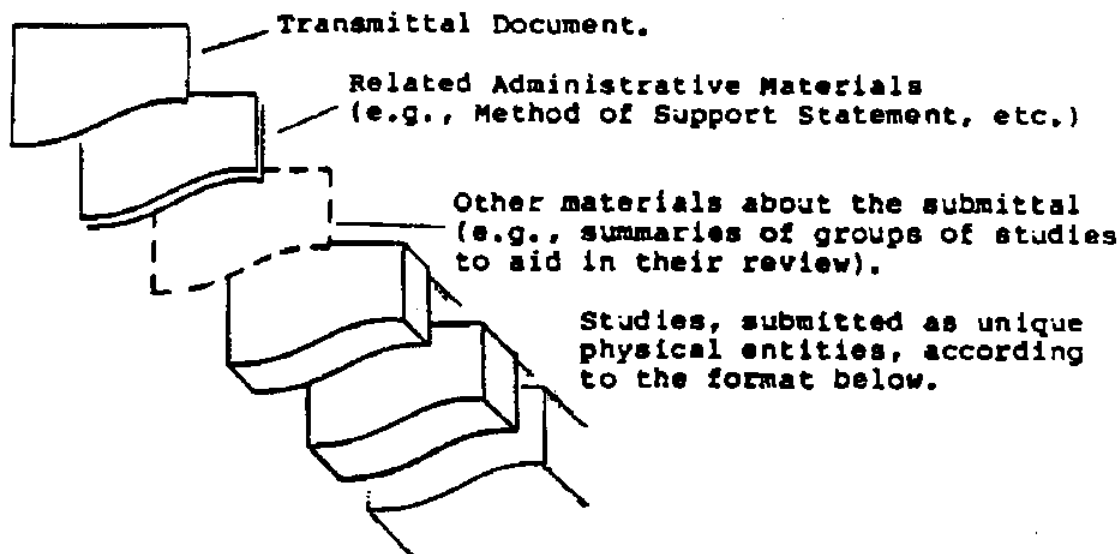 Transmittal Document.
Related Administrative Materials
(e.g., Method of Support Statement, etc.)
Other materials about the submittal
(e.g., summaries of groups of studies
to aid in their review).
Studies, submitted as unique
physical entities, according
to the format below.